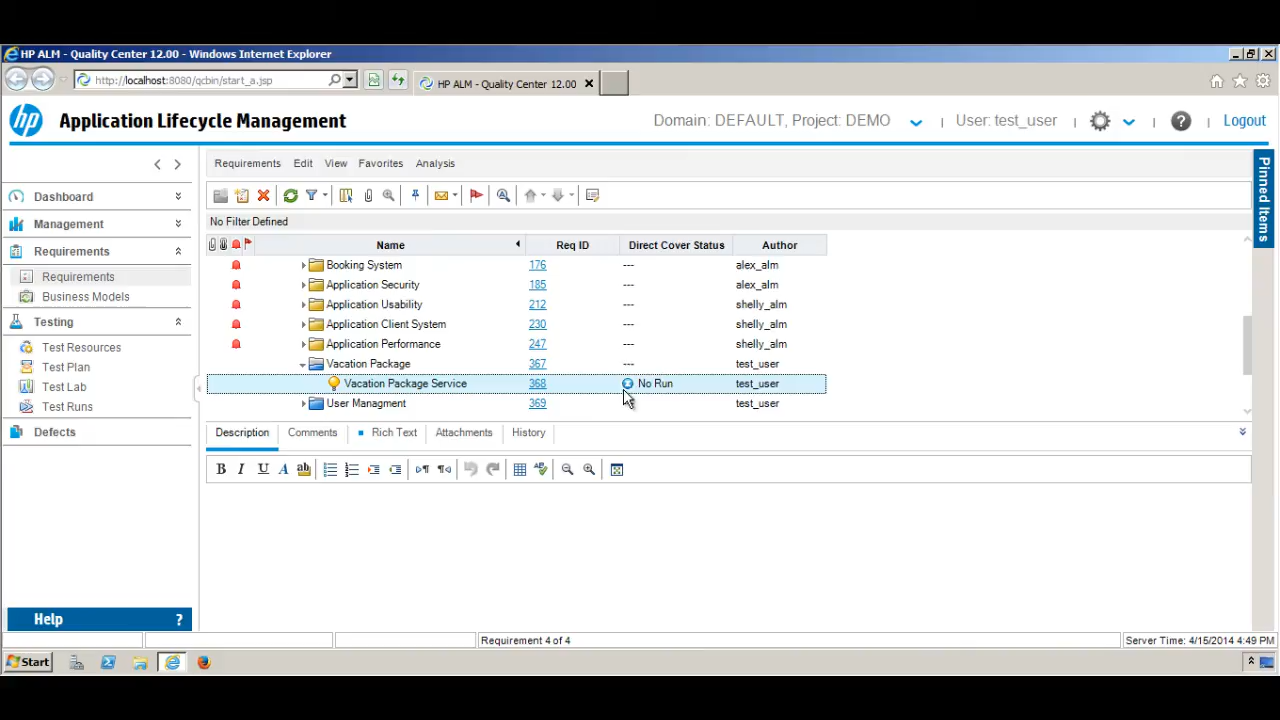 HP ALM - Quality Center 12.00 - Windows Internet Explorer
http://localhost:8080/qcbin/start_a.jsp
HP ALM - Quality Center 12.00
hp
Application Lifecycle Management
Domain: DEFAULT, Project: DEMO
User: test_user
Logout
Dashboard
Management
Requirements
Requirements
Business Models
Testing
Test Resources
Test Plan
Test Lab
Test Runs
Defects
Help ?
Requirements Edit View Favorites Analysis
No Filter Defined
Name Req ID Direct Cover Status Author
Booking System 176 --- alex_alm
Application Security 185 --- alex_alm
Application Usability 212 --- shelly_alm
Application Client System 230 --- shelly_alm
Application Performance 247 --- shelly_alm
Vacation Package 367 --- test_user
Vacation Package Service 368 No Run test_user
User Managment 369 test_user
Description Comments Rich Text Attachments History
B I U A ab
Pinned Items
Requirement 4 of 4
Server Time: 4/15/2014 4:49 PM
Start